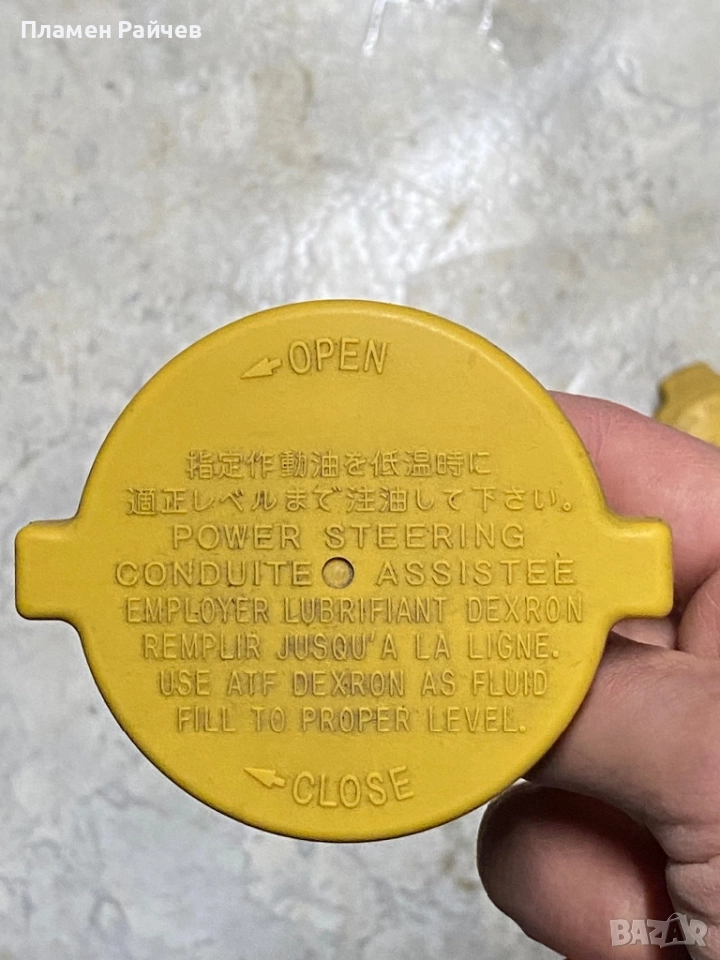 Пламен Райчев
OPEN
指定作動油を低温時に
適正レベルまで注油して下さい。
POWER STEERING
CONDUITE ASSISTEE
EMPLOYER LUBRIFIANT DEXRON
REMPLIR JUSQU'A LA LIGNE.
USE ATF DEXRON AS FLUID
FILL TO PROPER LEVEL.
CLOSE
BAZAR